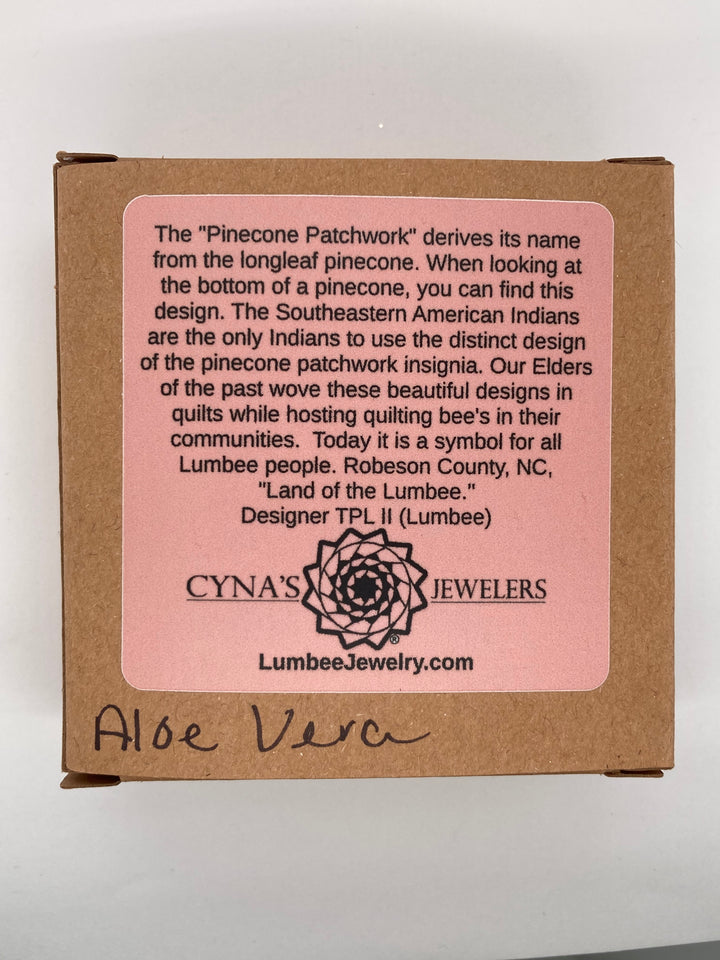 The "Pinecone Patchwork" derives its name
from the longleaf pinecone. When looking at
the bottom of a pinecone, you can find this
design. The Southeastern American Indians
are the only Indians to use the distinct design
of the pinecone patchwork insignia. Our Elders
of the past wove these beautiful designs in
quilts while hosting quilting bee's in their
communities.  Today it is a symbol for all
Lumbee people. Robeson County, NC,
"Land of the Lumbee."
Designer TPL II (Lumbee)
CYNA'S JEWELERS
®
LumbeeJewelry.com
Aloe Vera